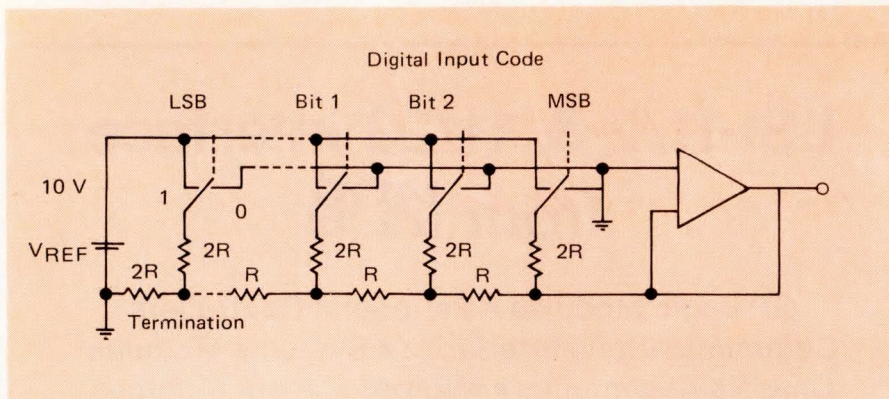 Digital Input Code
LSB Bit 1 Bit 2 MSB
10 V
1
0
VREF
2R 2R 2R 2R
2R R R R
Termination